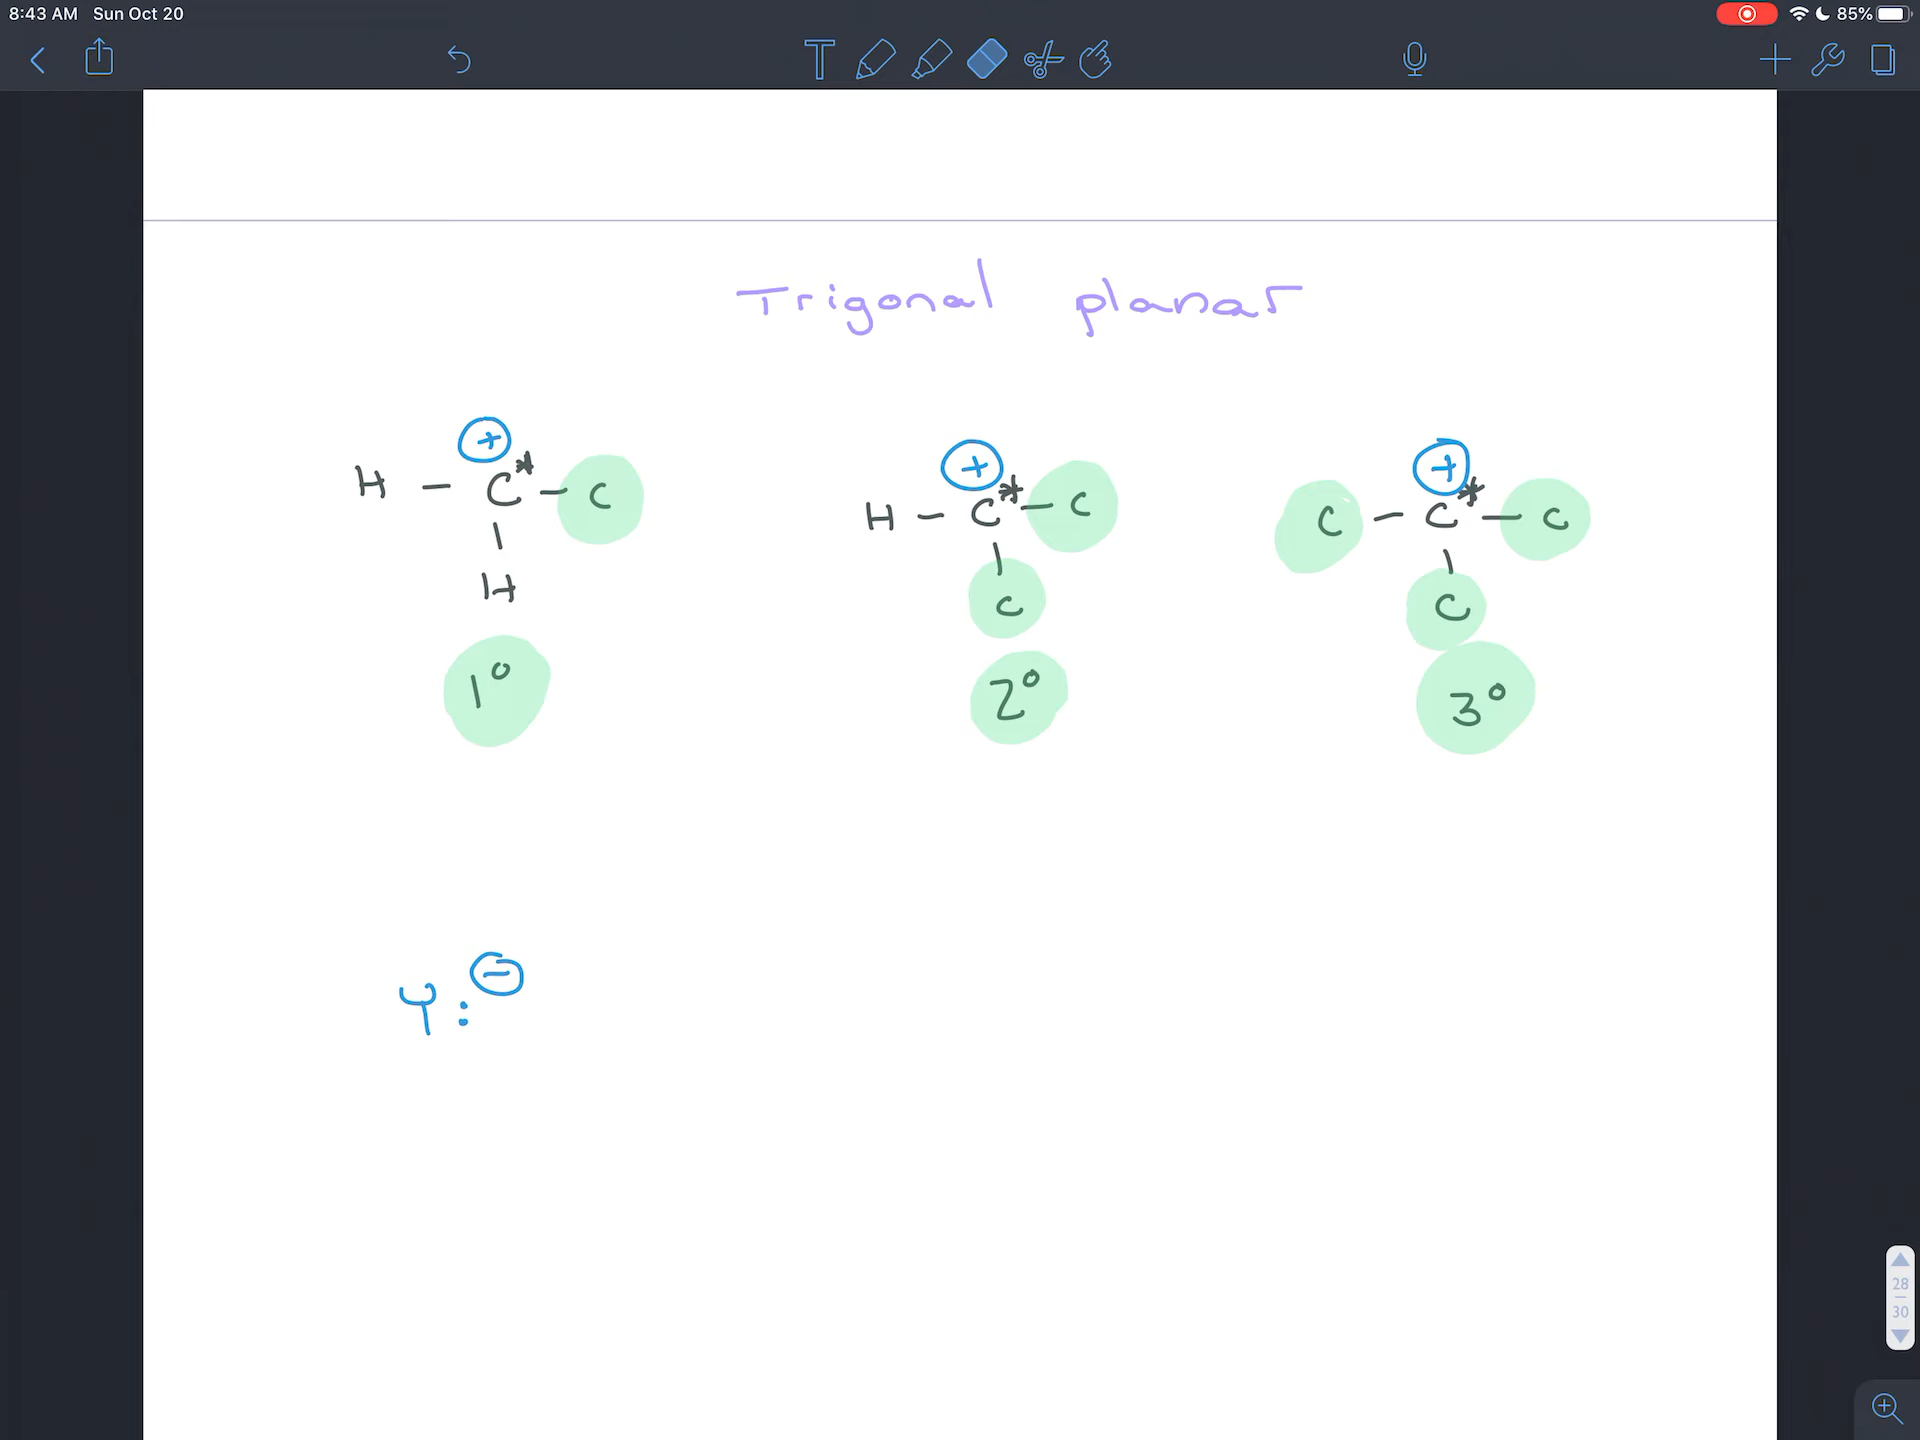 8:43 AM Sun Oct 20
85%
T
Trigonal planar
+ + +
H - C* - C
H - C* - C
C - C* - C
H C C
1° 2° 3°
Y: -
28
30